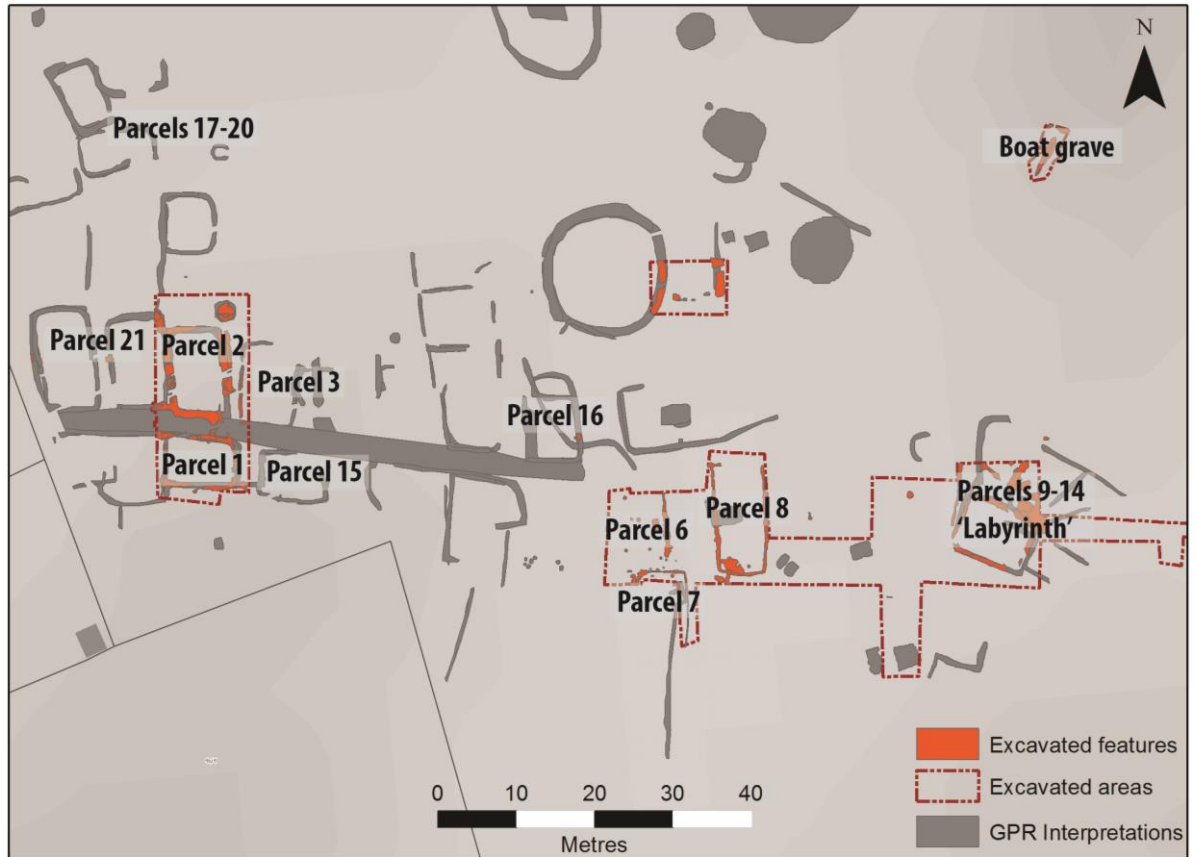 N
Parcels 17-20
Boat grave
Parcel 21
Parcel 2
Parcel 3
Parcel 16
Parcel 1
Parcel 15
Parcel 6
Parcel 8
Parcels 9-14
'Labyrinth'
Parcel 7
0 10 20 30 40
Metres
Excavated features
Excavated areas
GPR Interpretations